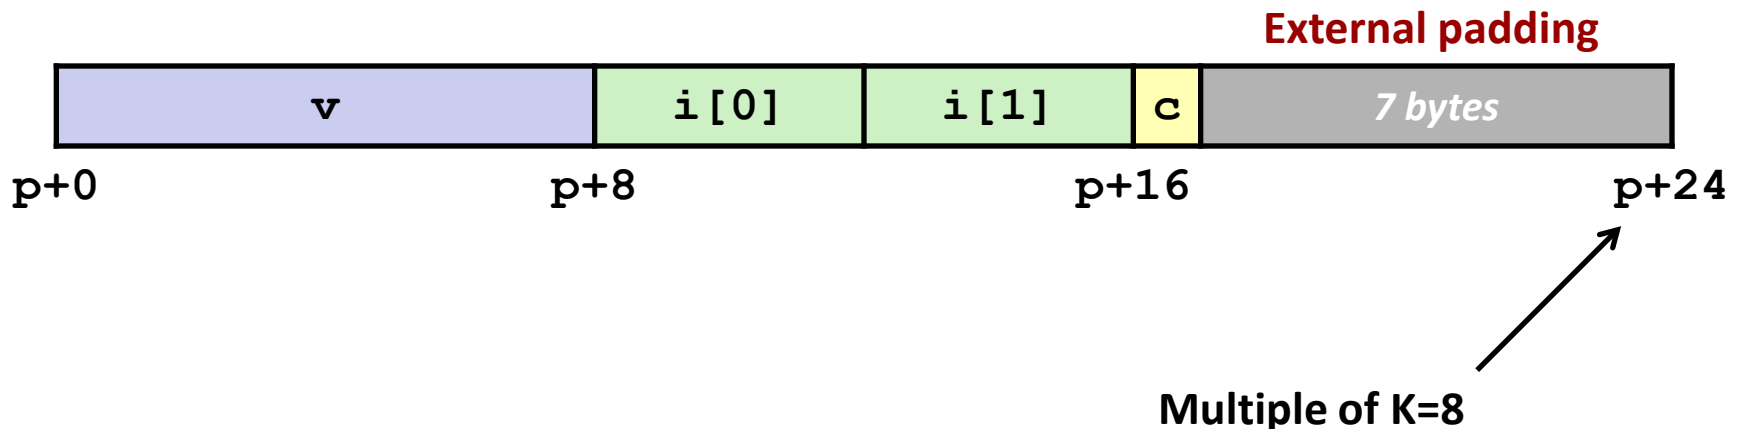 External padding
v i[0] i[1] c 7 bytes
p+0 p+8 p+16 p+24
Multiple of K=8